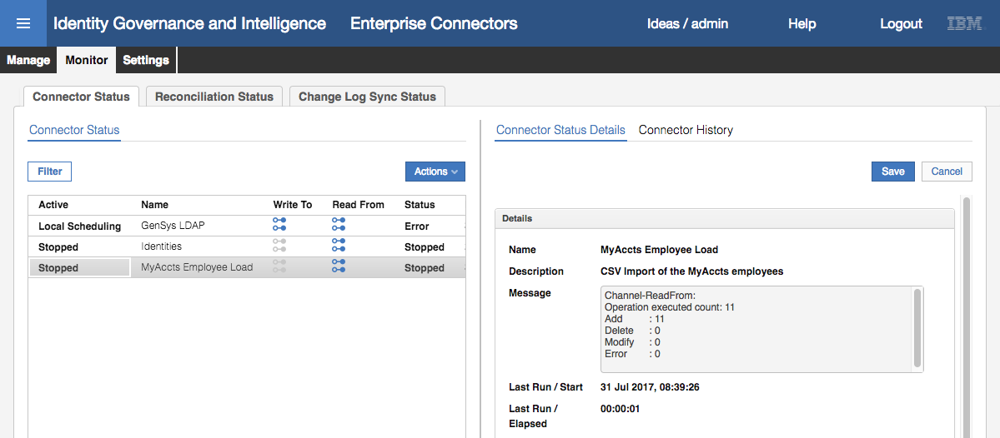 Identity Governance and Intelligence Enterprise Connectors Ideas / admin Help Logout IBM
Manage Monitor Settings
Connector Status Reconciliation Status Change Log Sync Status
Connector Status
Filter Actions
Active Name Write To Read From Status
Local Scheduling GenSys LDAP Error
Stopped Identities Stopped
Stopped MyAccts Employee Load Stopped
Connector Status Details Connector History
Save Cancel
Details
Name MyAccts Employee Load
Description CSV Import of the MyAccts employees
Message Channel-ReadFrom:
Operation executed count: 11
Add : 11
Delete : 0
Modify : 0
Error : 0
Last Run / Start 31 Jul 2017, 08:39:26
Last Run / 00:00:01
Elapsed